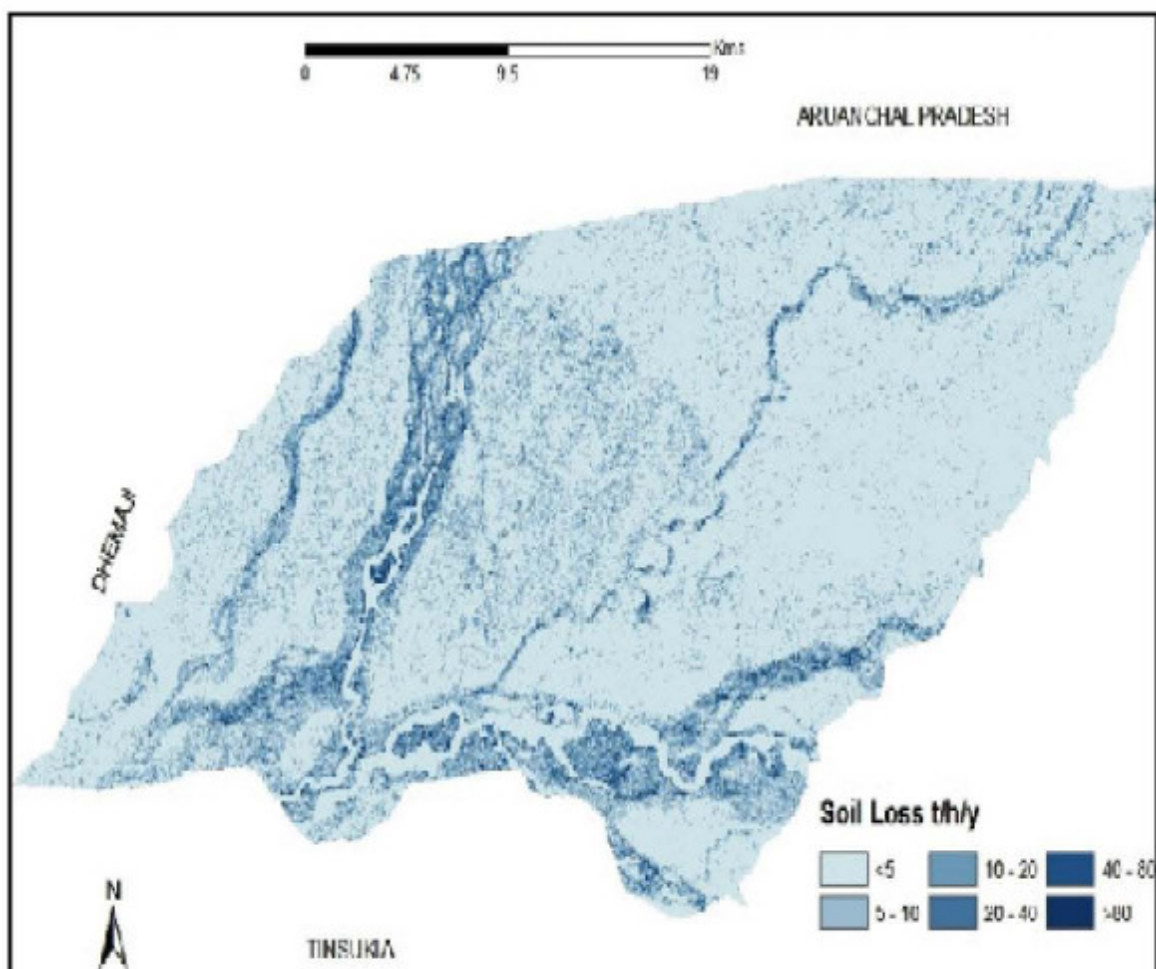 Kms
0 4.75 9.5 19
ARUANCHAL PRADESH
DHEMAJI
Soil Loss t/h/y
<5 10 - 20 40 - 80
5 - 10 20 - 40 >80
N
TINSUKIA